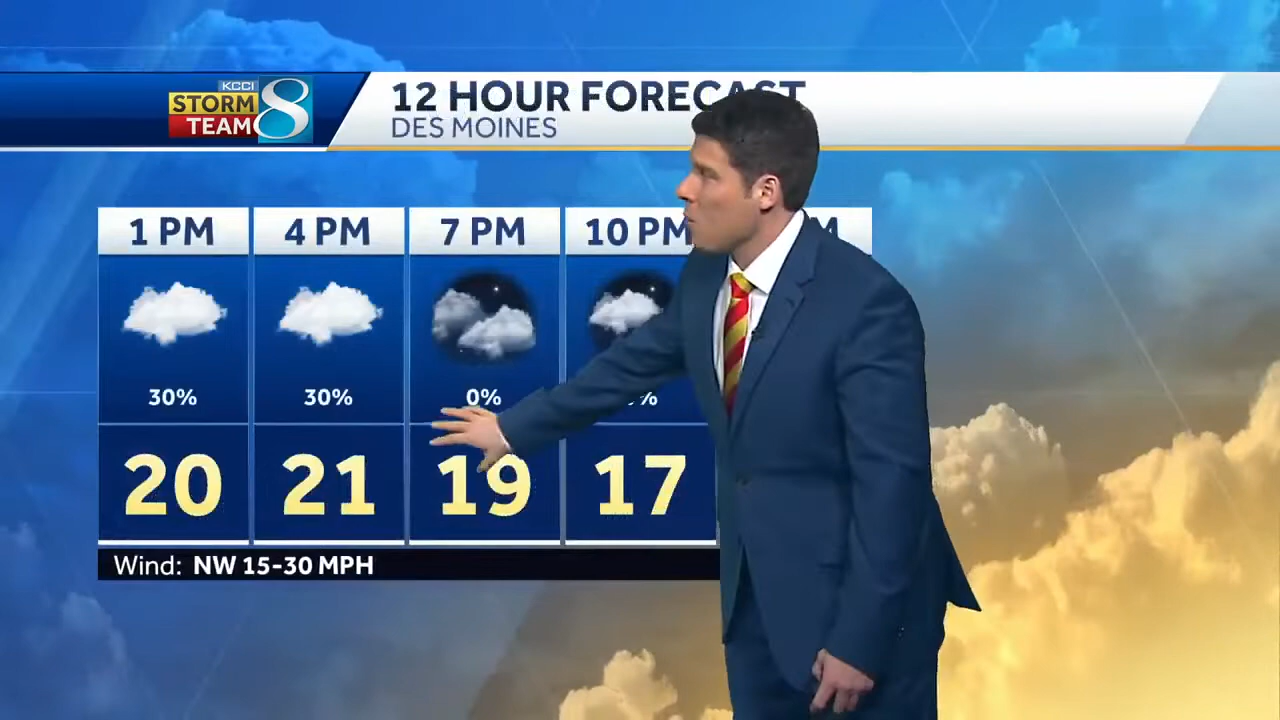 KCCI
STORM
TEAM 8
12 HOUR FORECAST
DES MOINES
1 PM
4 PM
7 PM
10 PM
30%
30%
0%
%
20
21
19
17
Wind: NW 15-30 MPH